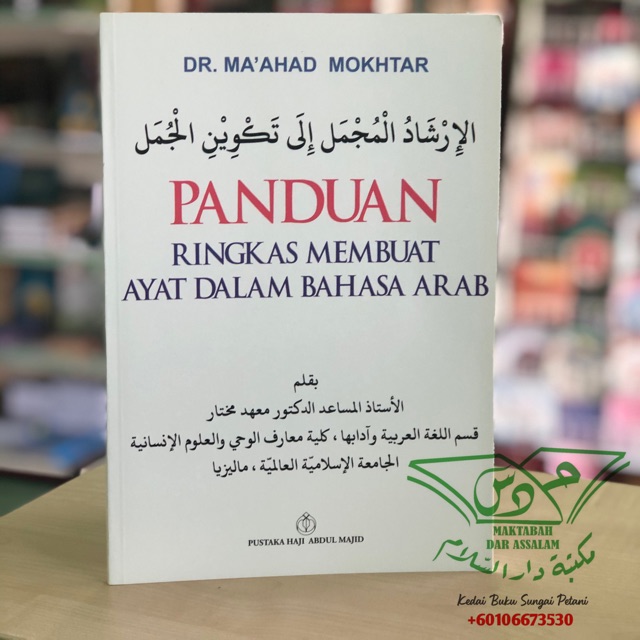 DR. MA'AHAD MOKHTAR
الإِرْشَادُ الْمُجْمَل إِلَى تَكْوِيْنِ الْجُمَل
PANDUAN
RINGKAS MEMBUAT
AYAT DALAM BAHASA ARAB
بقلم
الأستاذ المساعد الدكتور معهد مختار
قسم اللغة العربية وآدابها ، كلية معارف الوحي والعلوم الإنسانية
الجامعة الإسلاميّة العالميّة ، ماليزيا
PUSTAKA HAJI ABDUL MAJID
MAKTABAH
DAR ASSALAM
مكتبة دار السلام
Kedai Buku Sungai Petani
+60106673530